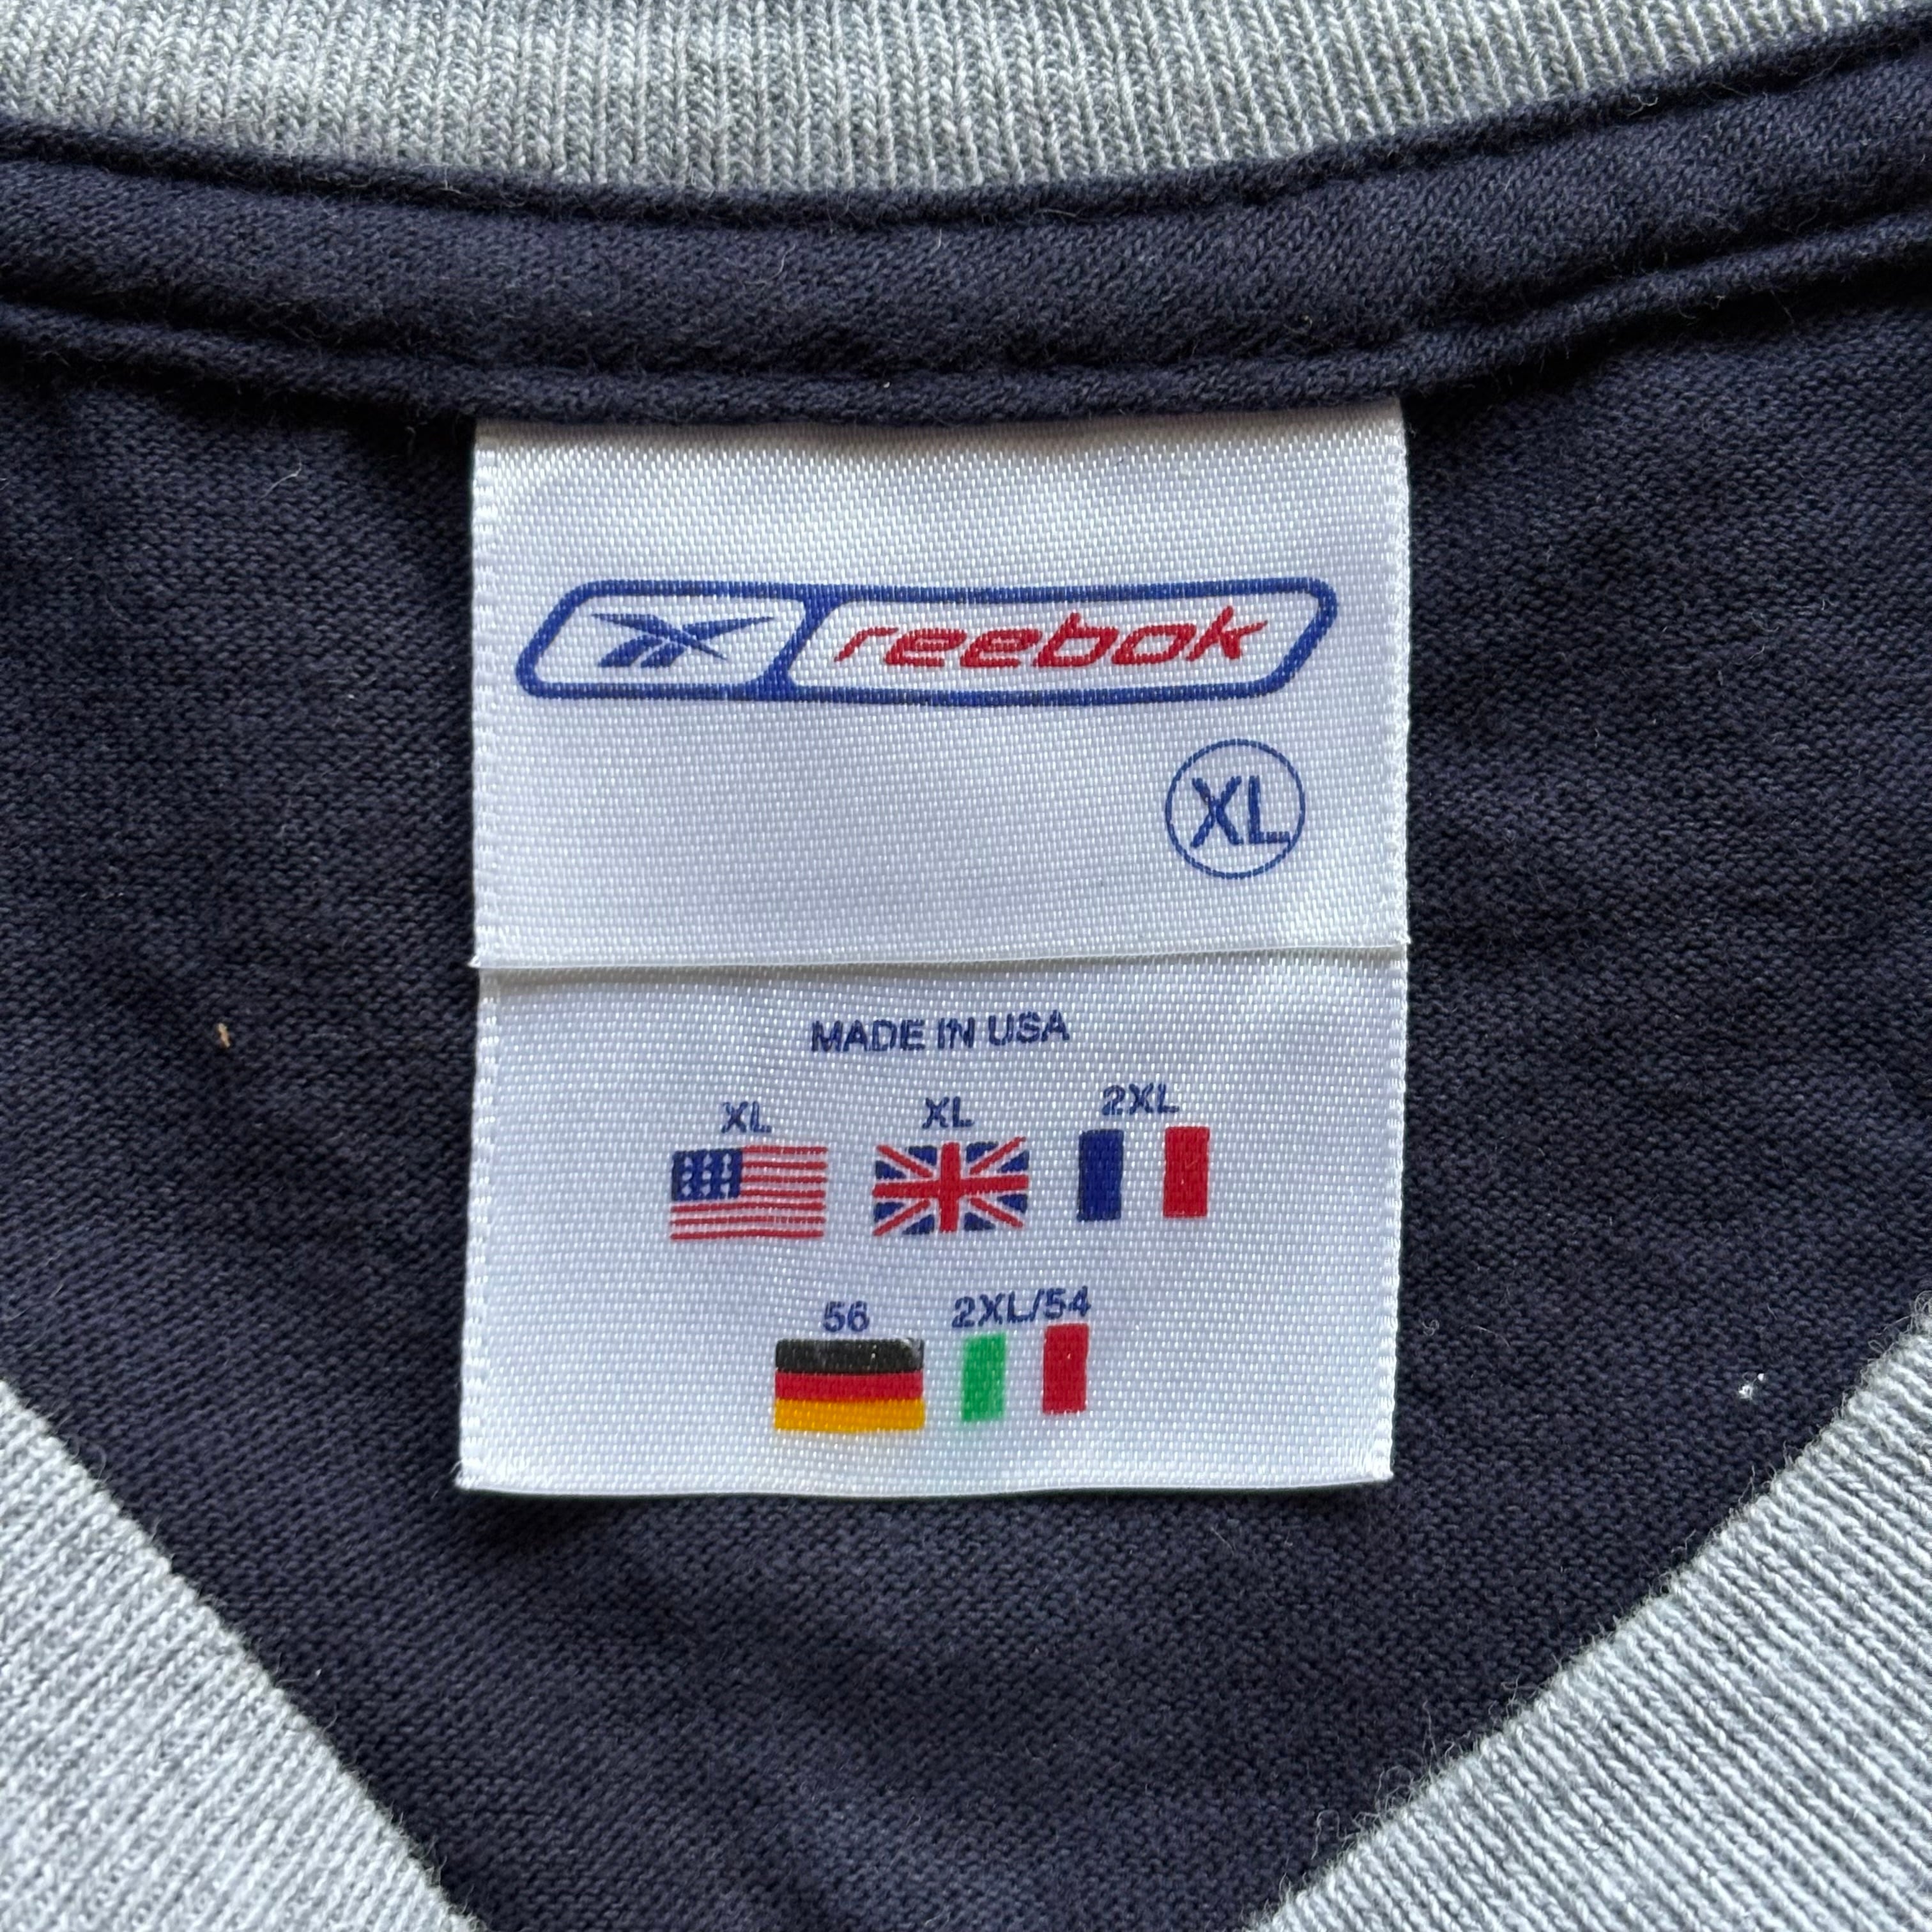 reebok
XL
MADE IN USA
XL XL 2XL
56 2XL/54